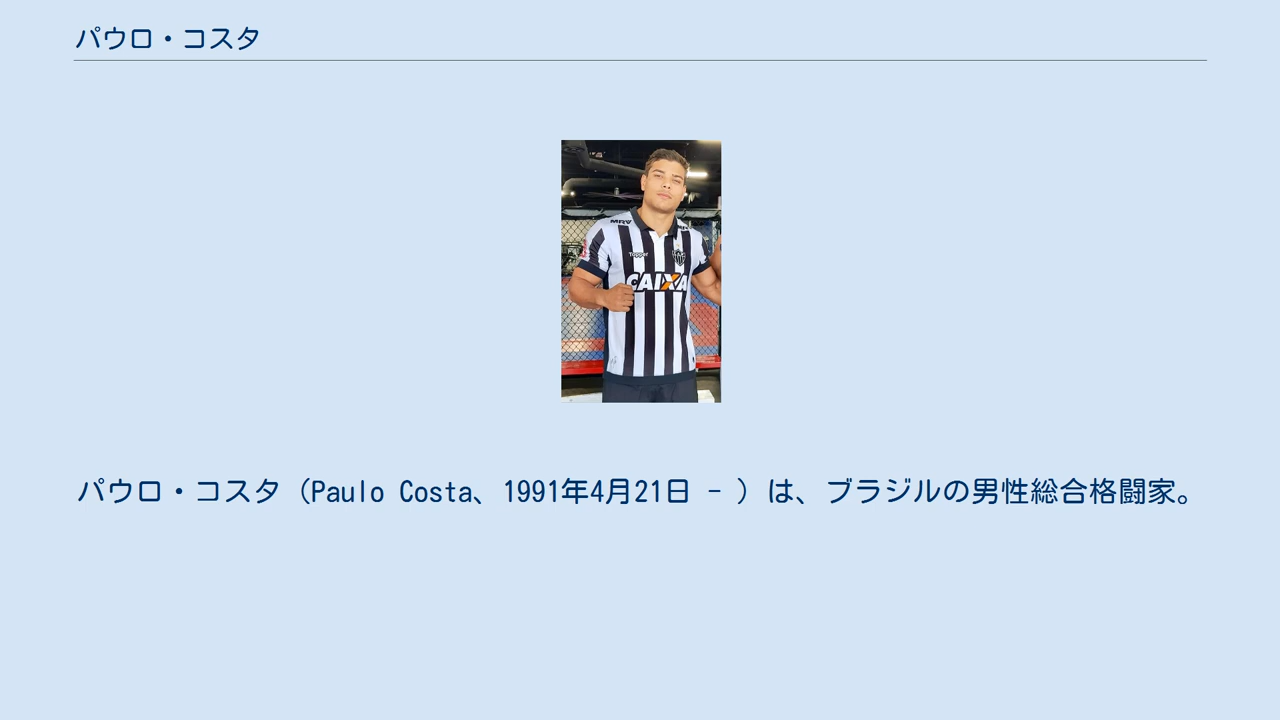 パウロ・コスタ
MRV
Topper
CAIXA
パウロ・コスタ（Paulo Costa、1991年4月21日 - ）は、ブラジルの男性総合格闘家。